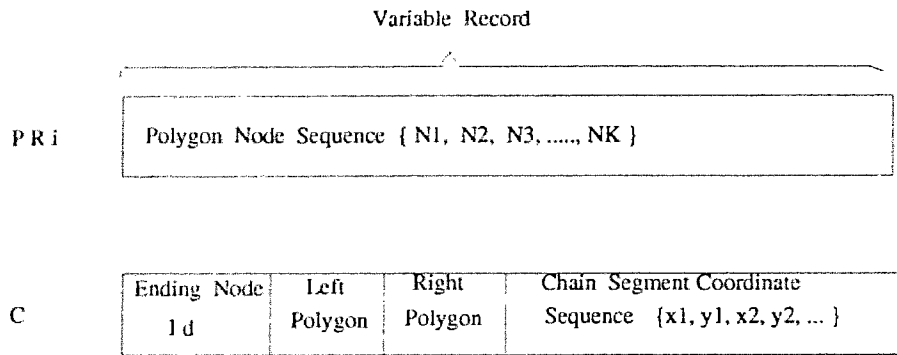 Variable Record
P R i
Polygon Node Sequence { N1, N2, N3, ....., NK }
C
Ending Node Id
Left Polygon
Right Polygon
Chain Segment Coordinate
Sequence {x1, y1, x2, y2, ... }